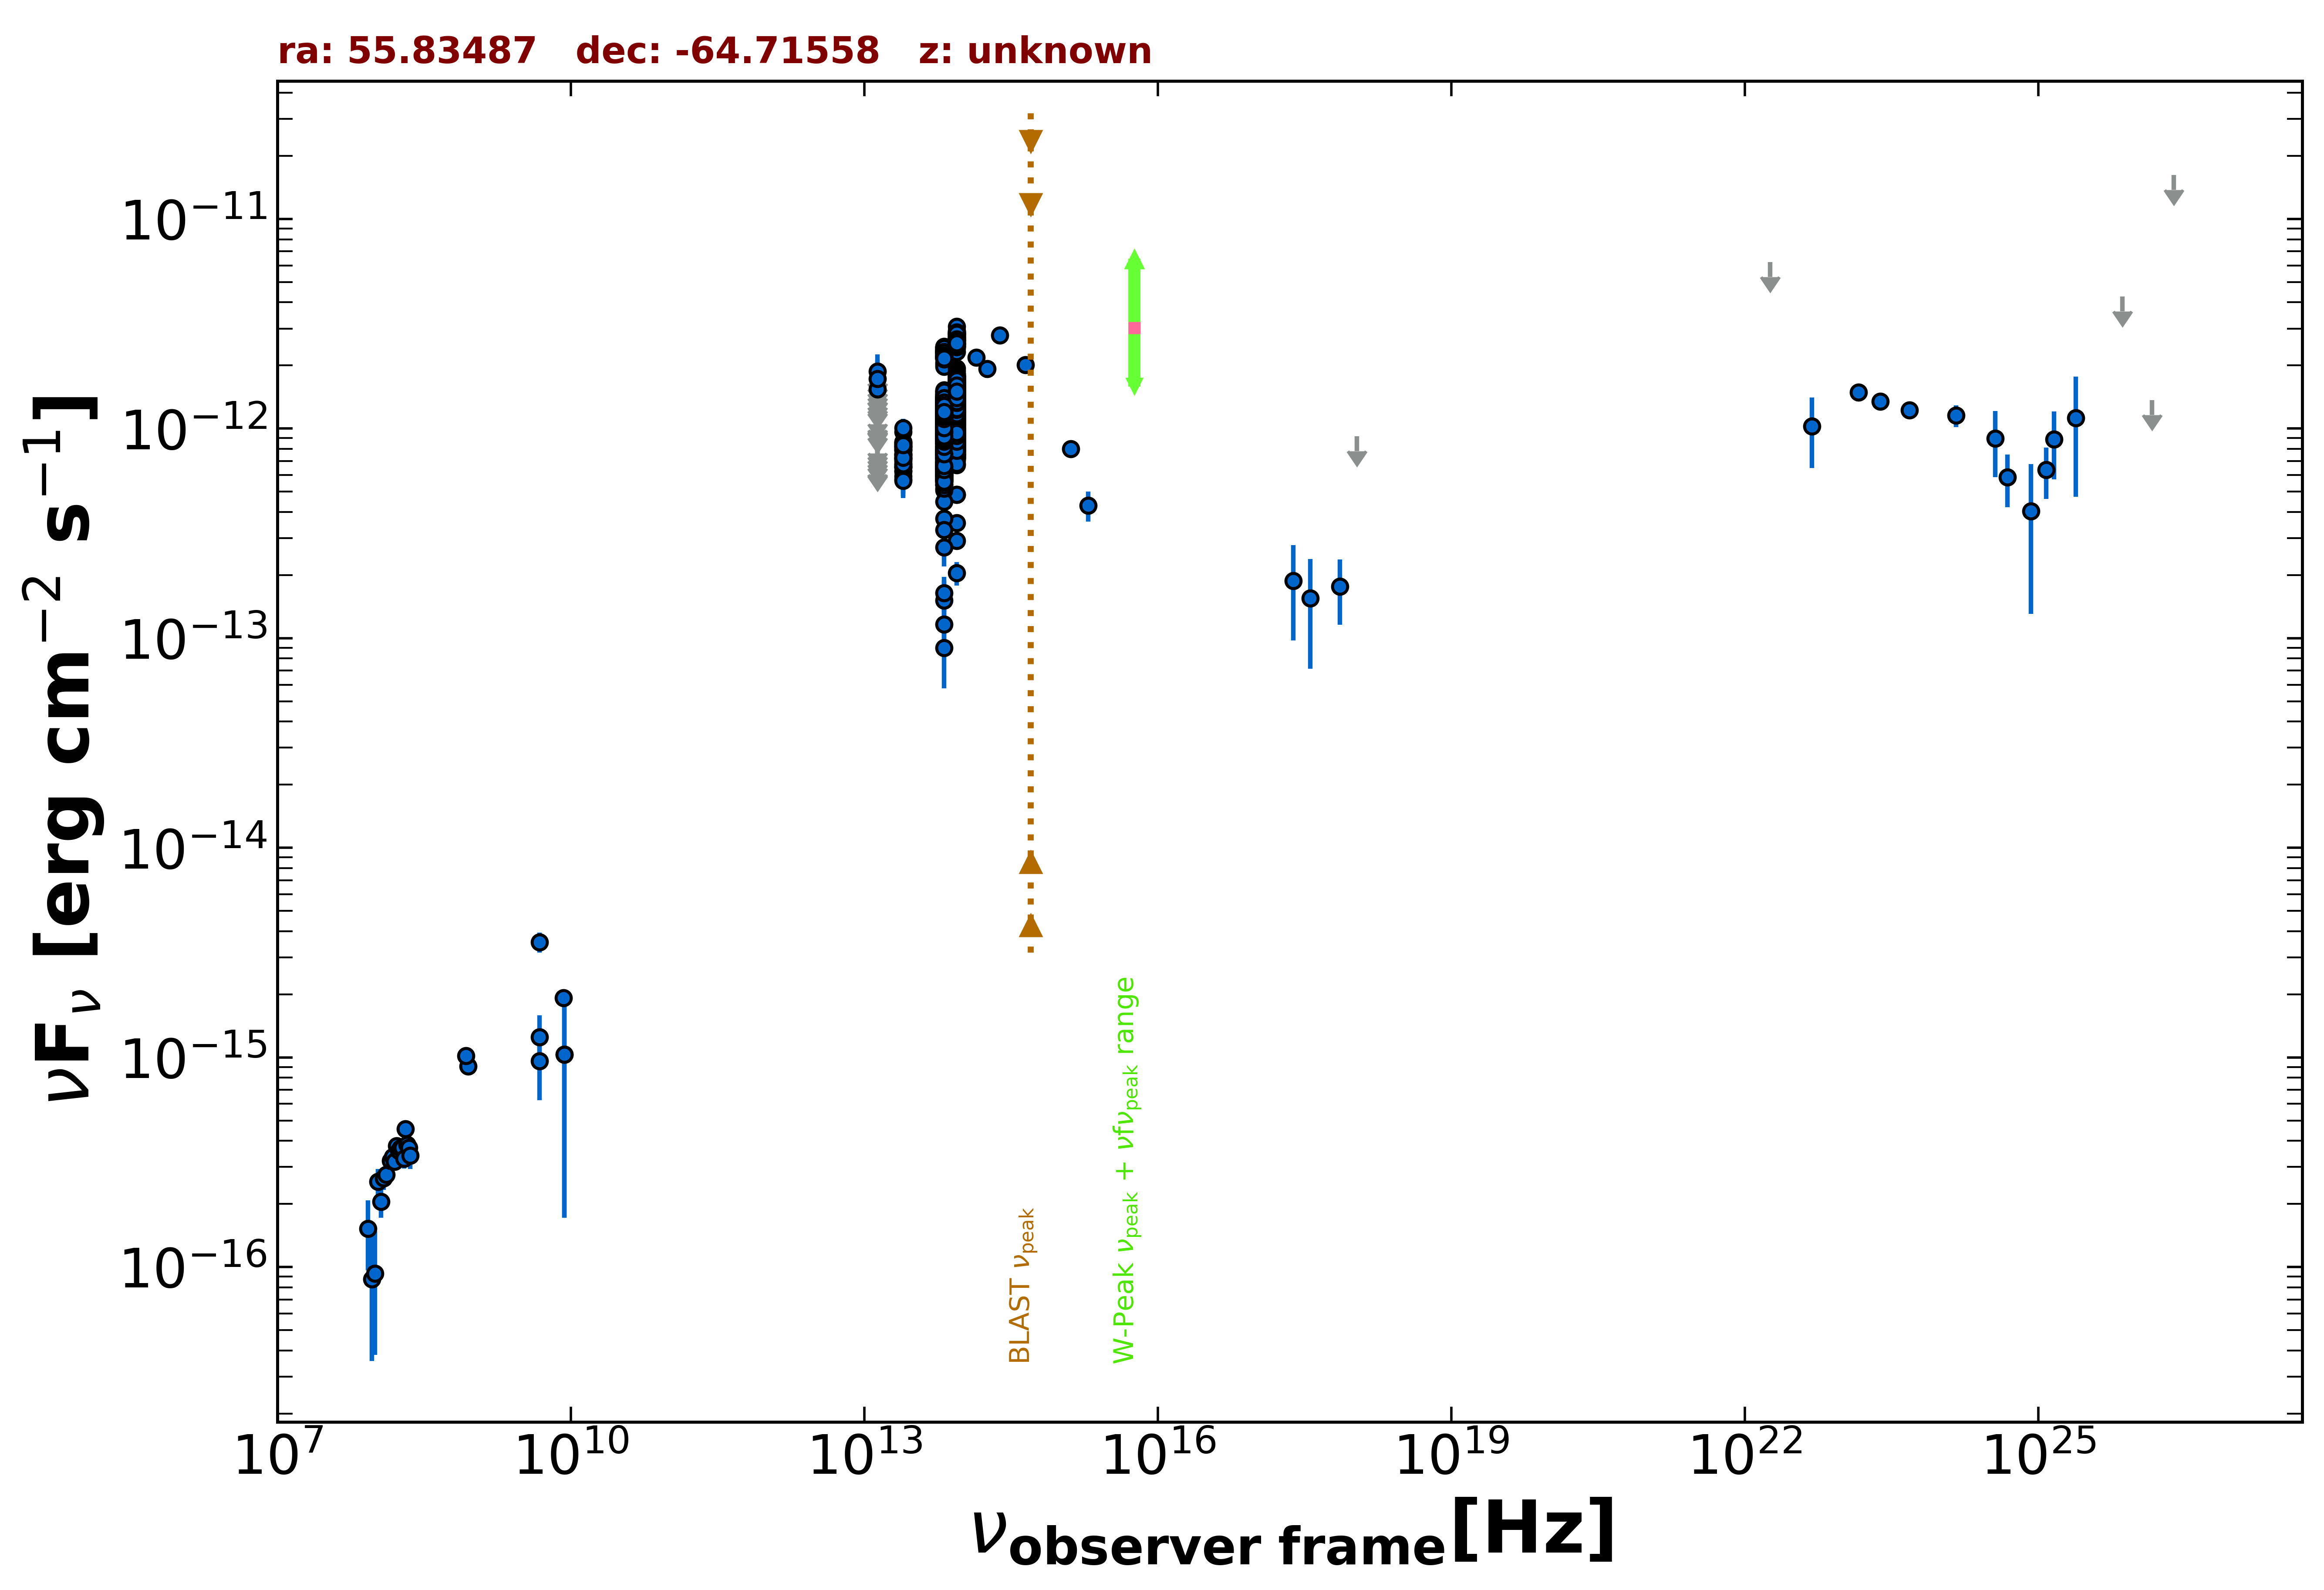 ra: 55.83487 dec: -64.71558 z: unknown
νFν [erg cm⁻² s⁻¹]
10⁻¹¹
10⁻¹²
10⁻¹³
10⁻¹⁴
10⁻¹⁵
10⁻¹⁶
BLAST νpeak
W-Peak νpeak + νfνpeak range
10⁷ 10¹⁰ 10¹³ 10¹⁶ 10¹⁹ 10²² 10²⁵
νobserver frame[Hz]